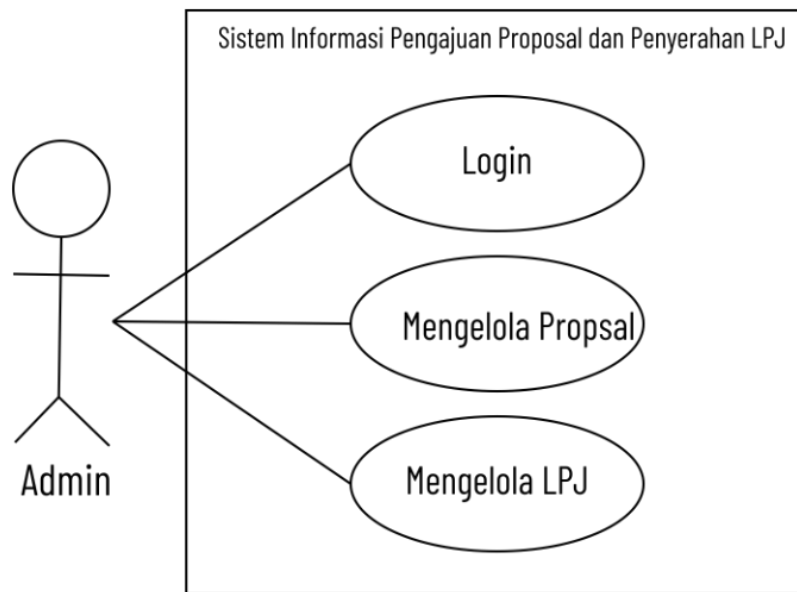 Sistem Informasi Pengajuan Proposal dan Penyerahan LPJ
Login
Mengelola Propsal
Mengelola LPJ
Admin